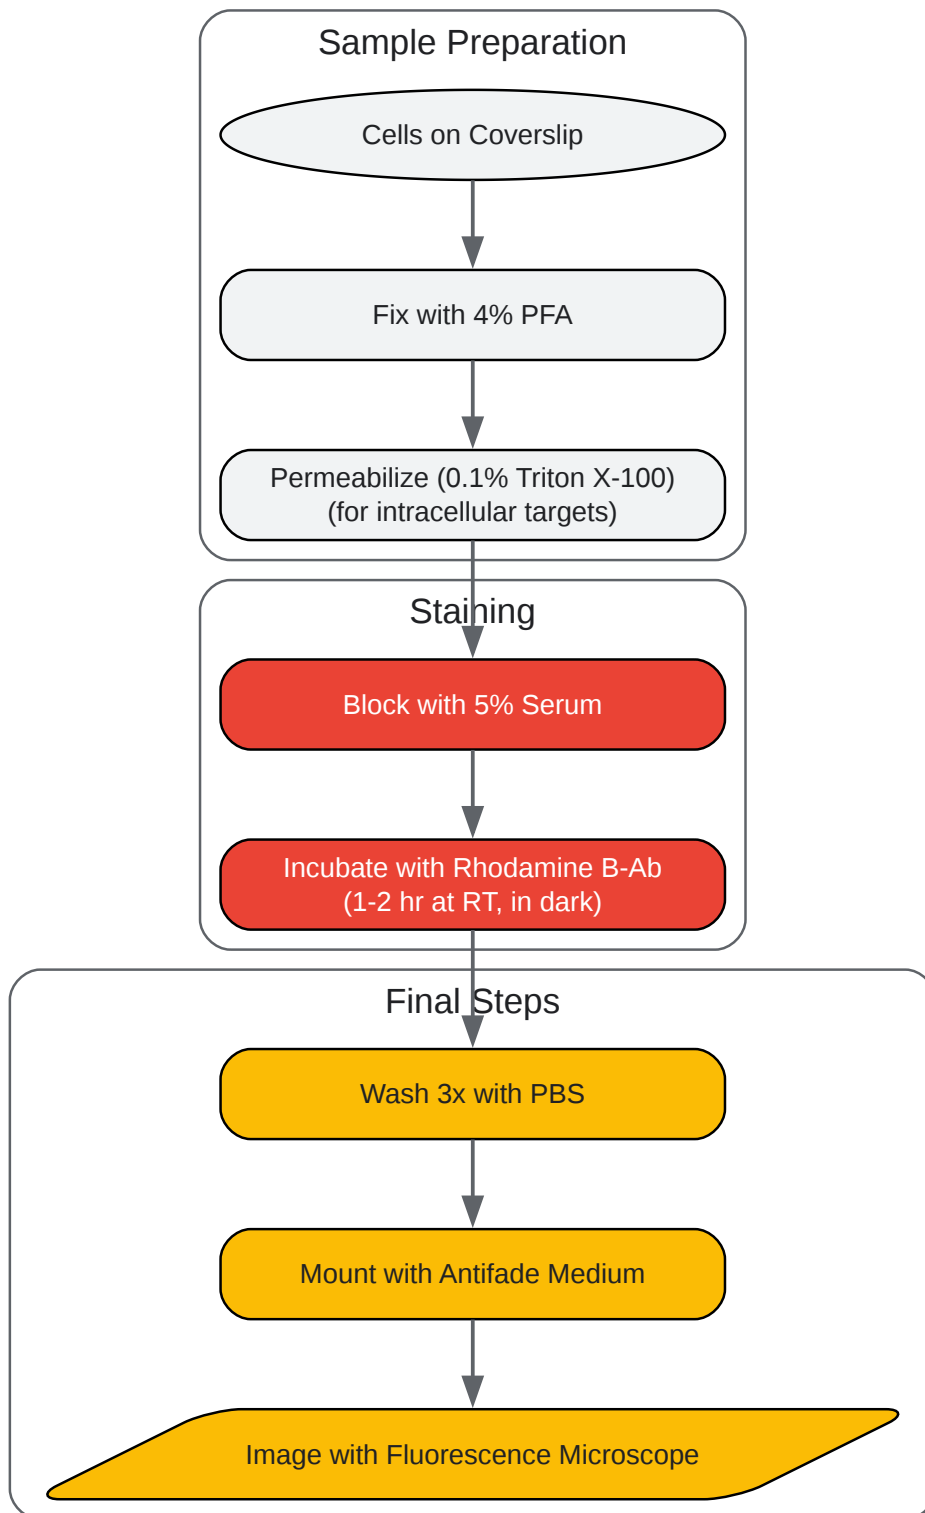 Sample Preparation
Cells on Coverslip
Fix with 4% PFA
Permeabilize (0.1% Triton X-100)
(for intracellular targets)
Staining
Block with 5% Serum
Incubate with Rhodamine B-Ab
(1-2 hr at RT, in dark)
Final Steps
Wash 3x with PBS
Mount with Antifade Medium
Image with Fluorescence Microscope